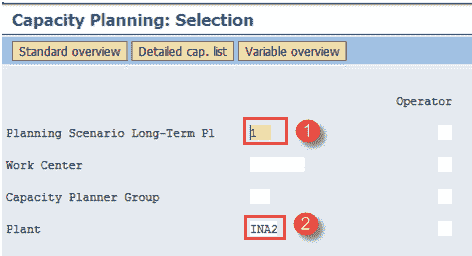 Capacity Planning: Selection
Standard overview Detailed cap. list Variable overview
Operator
Planning Scenario Long-Term Pl 1 1
Work Center
Capacity Planner Group
Plant INA2 2